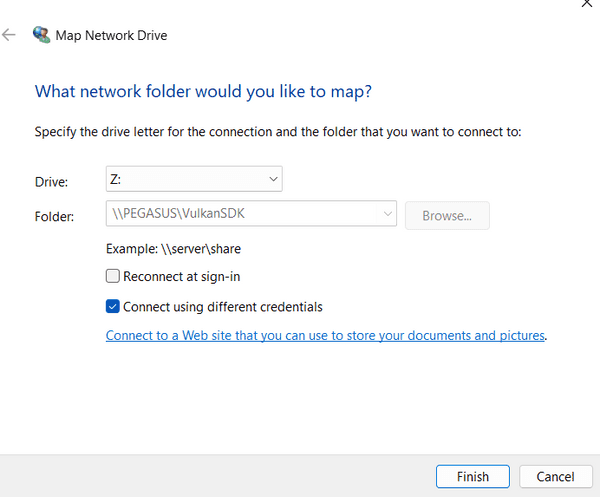 Map Network Drive
What network folder would you like to map?
Specify the drive letter for the connection and the folder that you want to connect to:
Drive: Z:
Folder: \\PEGASUS\VulkanSDK Browse...
Example: \\server\share
Reconnect at sign-in
Connect using different credentials
Connect to a Web site that you can use to store your documents and pictures.
Finish Cancel